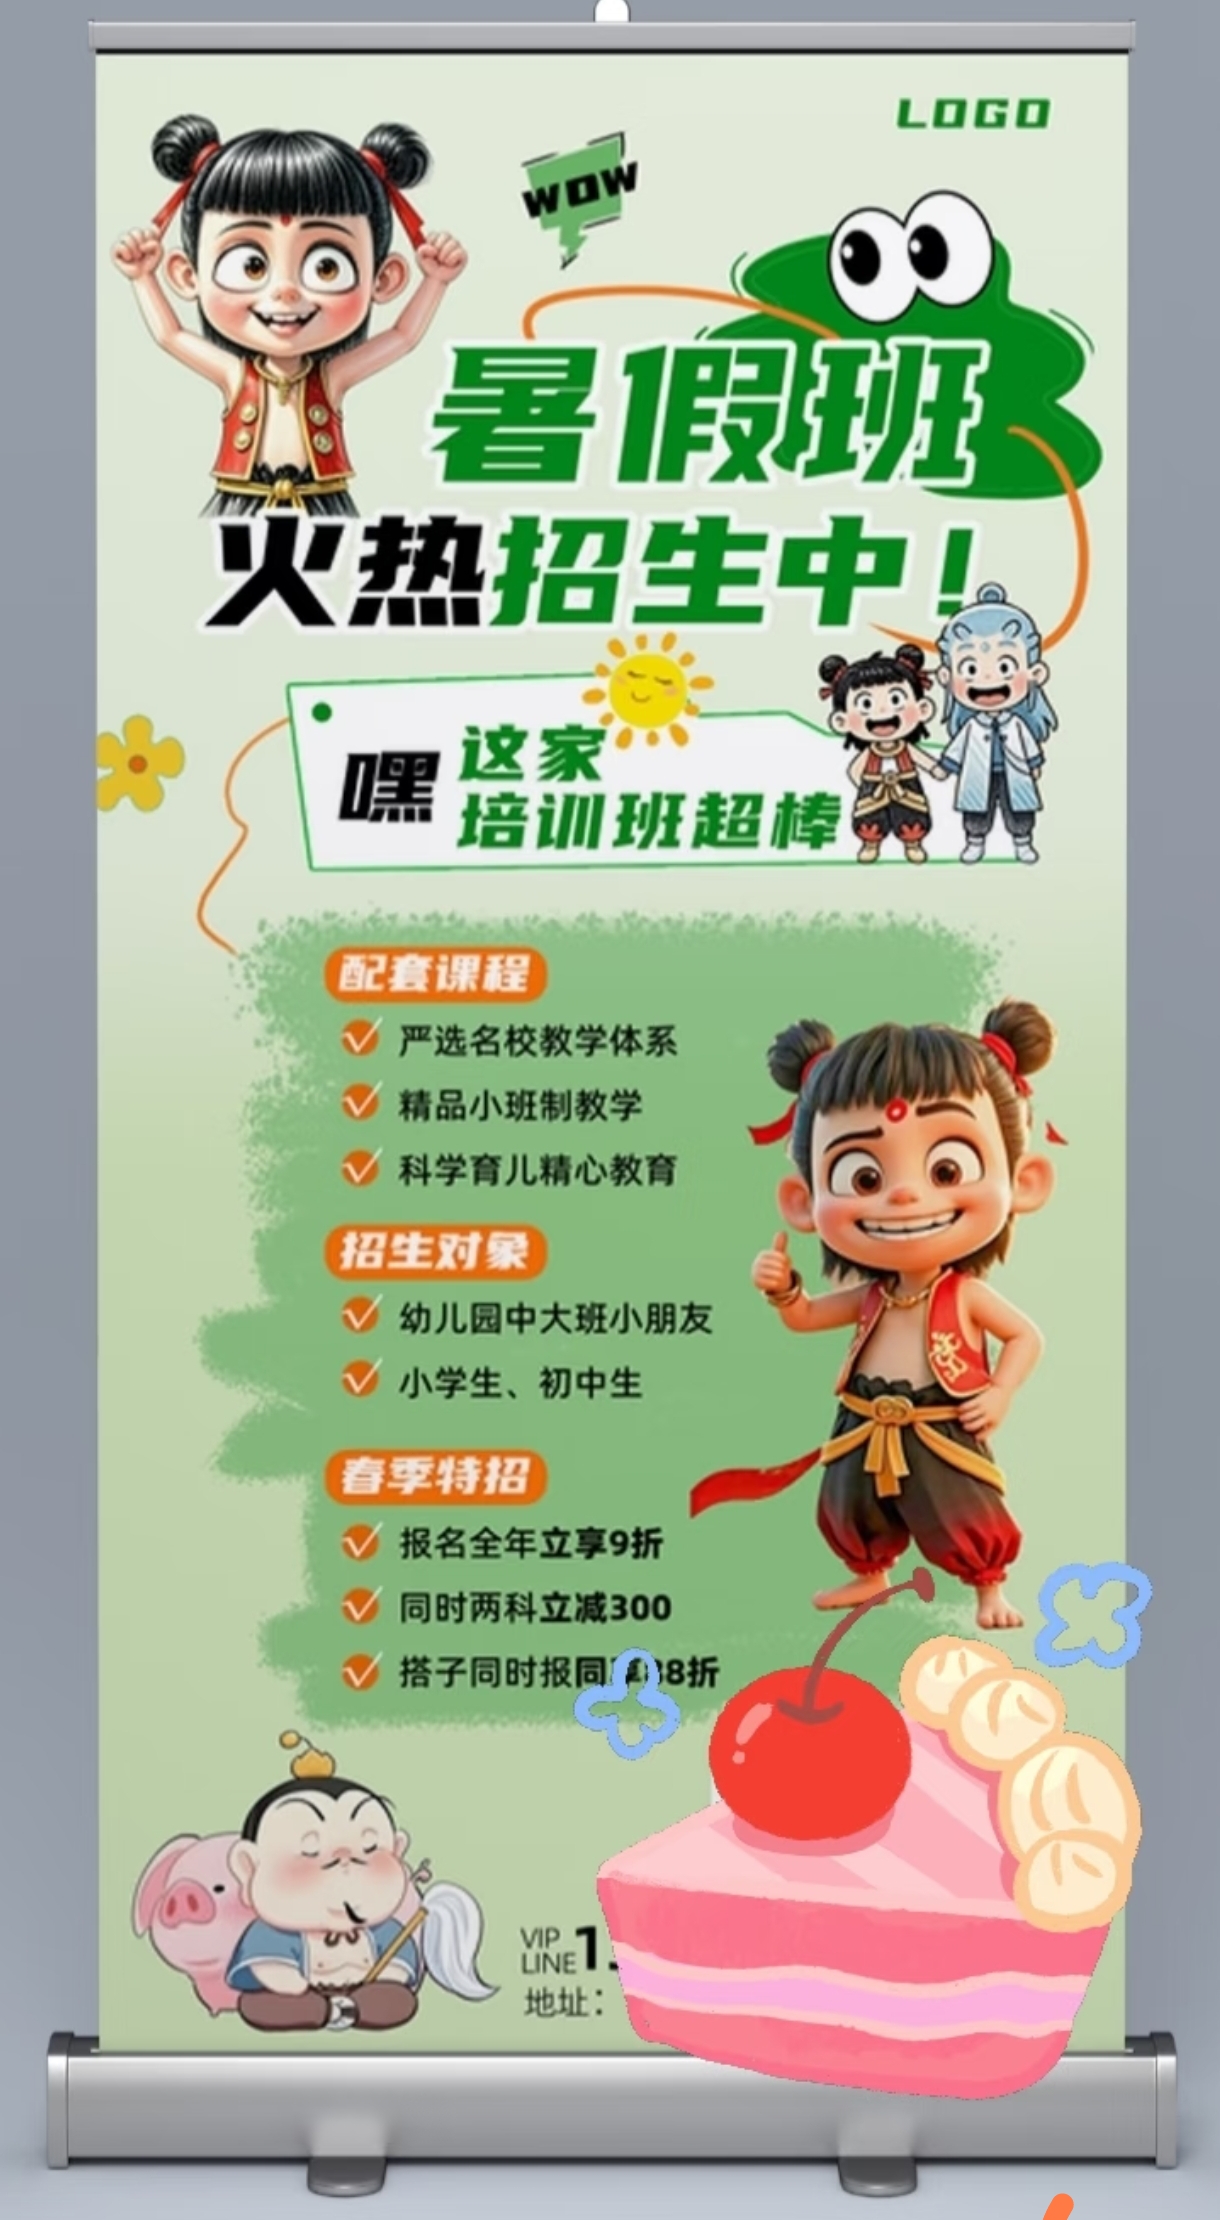 LOGO
WOW
暑假班
火热招生中!
嘿 这家
培训班超棒
配套课程
严选名校教学体系
精品小班制教学
科学育儿精心教育
招生对象
幼儿园中大班小朋友
小学生、初中生
春季特招
报名全年立享9折
同时两科立减300
搭子同时报同享88折
VIP
LINE
地址: